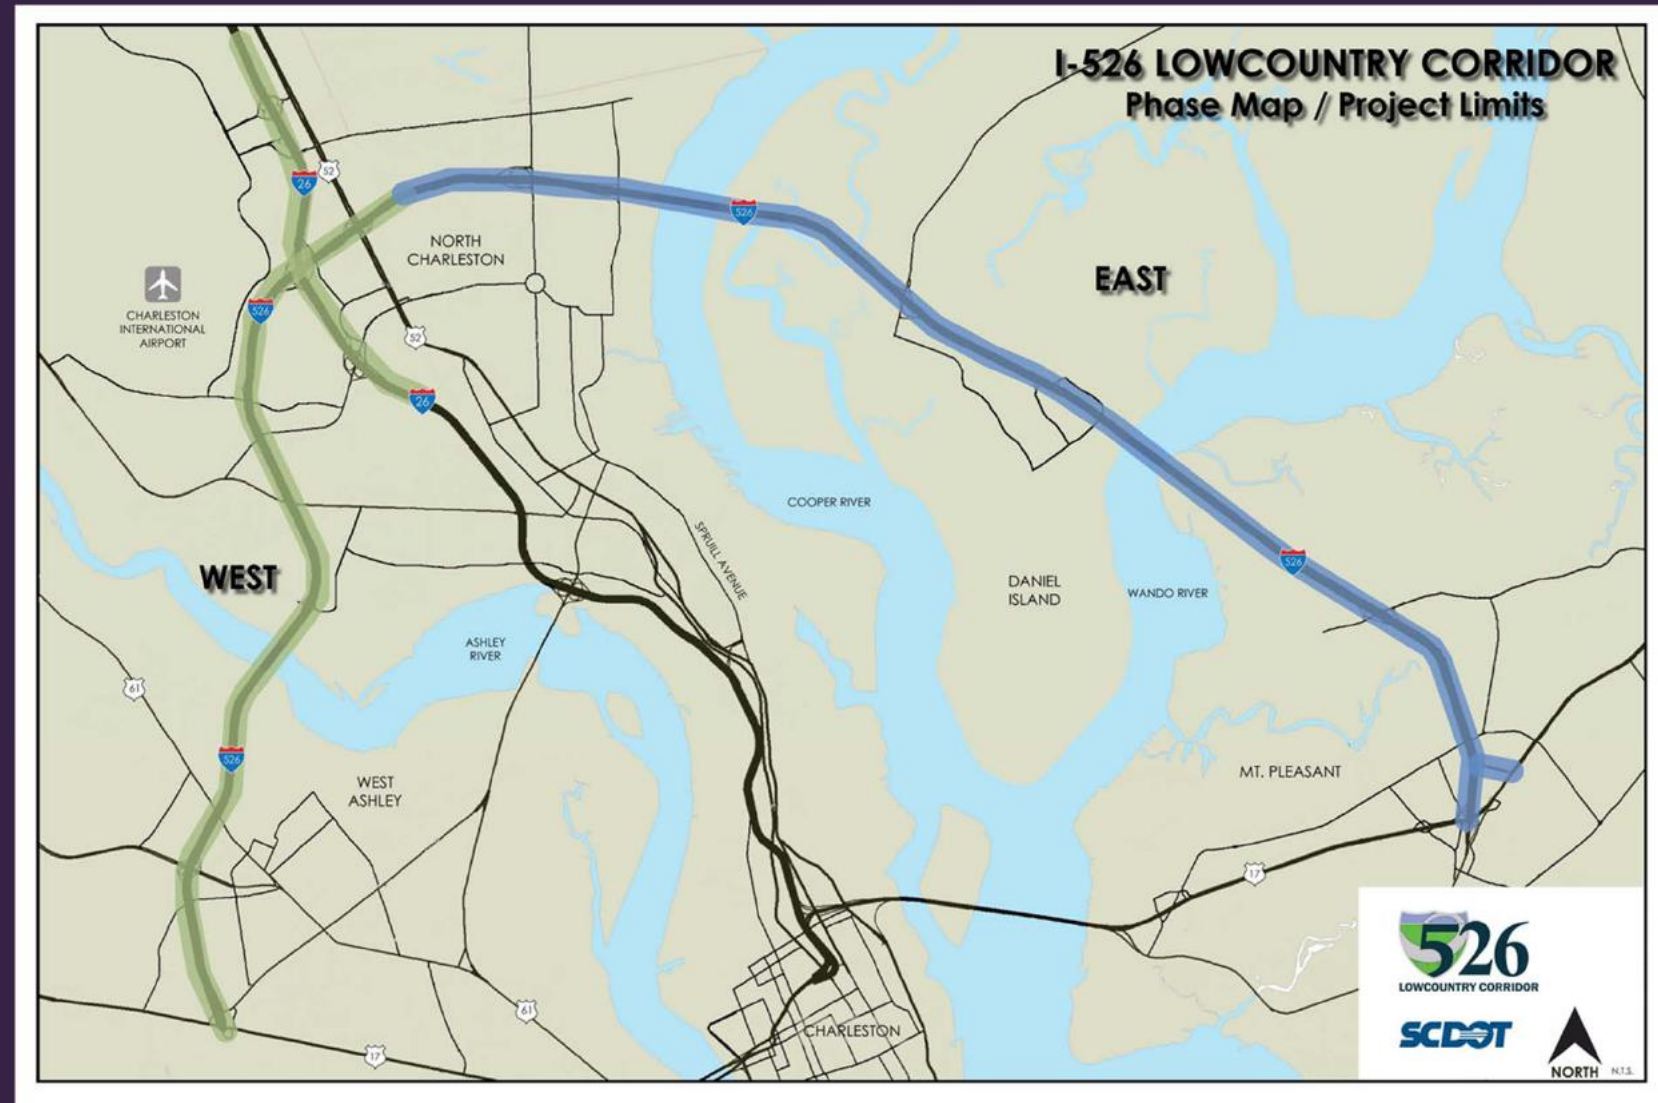 I-526 LOWCOUNTRY CORRIDOR
Phase Map / Project Limits
52
26
526
NORTH
CHARLESTON
EAST
526
CHARLESTON
INTERNATIONAL
AIRPORT
52
26
COOPER RIVER
SPRUILL AVENUE
526
WEST
DANIEL
ISLAND
WANDO RIVER
ASHLEY
RIVER
61
526
WEST
ASHLEY
MT. PLEASANT
17
526
LOWCOUNTRY CORRIDOR
61
CHARLESTON
SCDOT
17
NORTH
N.T.S.